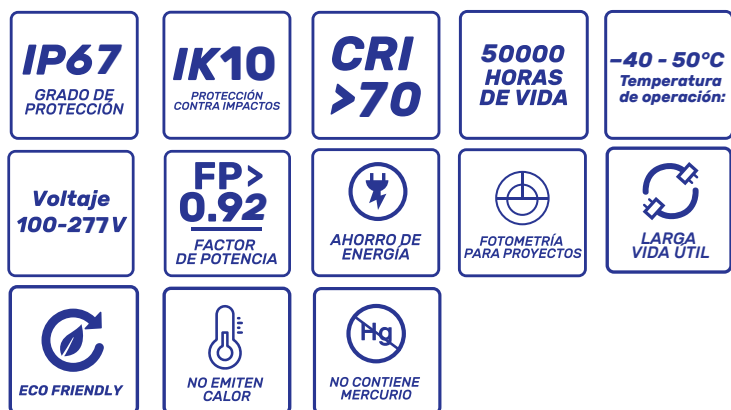 IP67
GRADO DE
PROTECCIÓN
IK10
PROTECCIÓN
CONTRA IMPACTOS
CRI
>70
50000
HORAS
DE VIDA
-40 - 50°C
Temperatura
de operación:
Voltaje
100-277V
FP>
0.92
FACTOR
DE POTENCIA
AHORRO DE
ENERGÍA
FOTOMETRÍA
PARA PROYECTOS
LARGA
VIDA ÚTIL
ECO FRIENDLY
NO EMITEN
CALOR
Hg
NO CONTIENE
MERCURIO